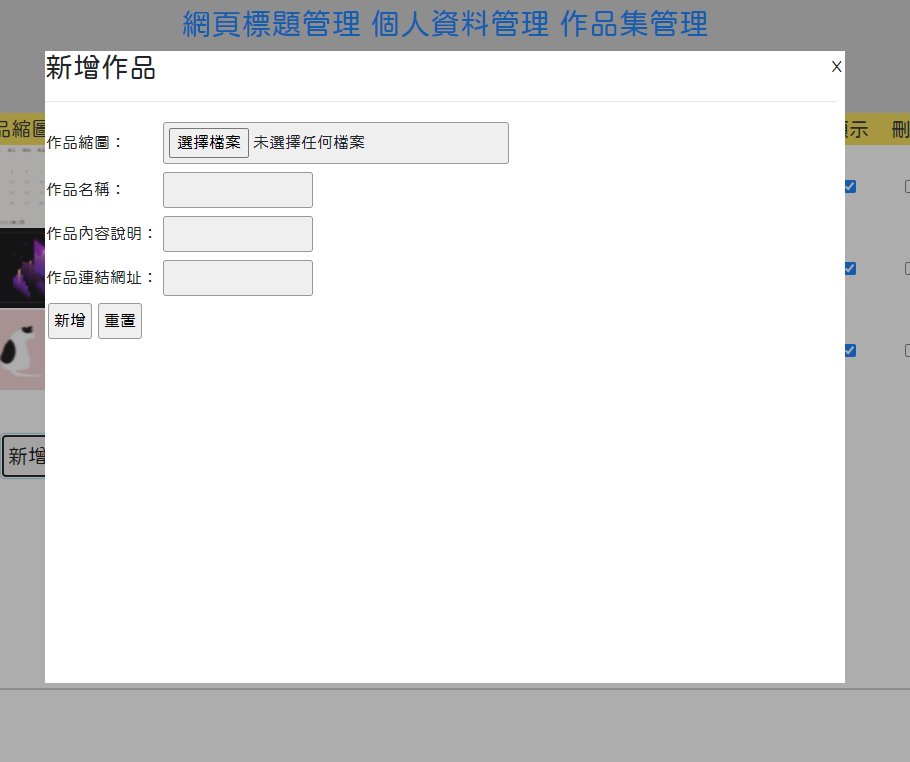 網頁標題管理 個人資料管理 作品集管理
新增作品
X
品縮圖
示 刪
作品縮圖：
選擇檔案 未選擇任何檔案
作品名稱：
作品內容說明：
作品連結網址：
新增 重置
新增